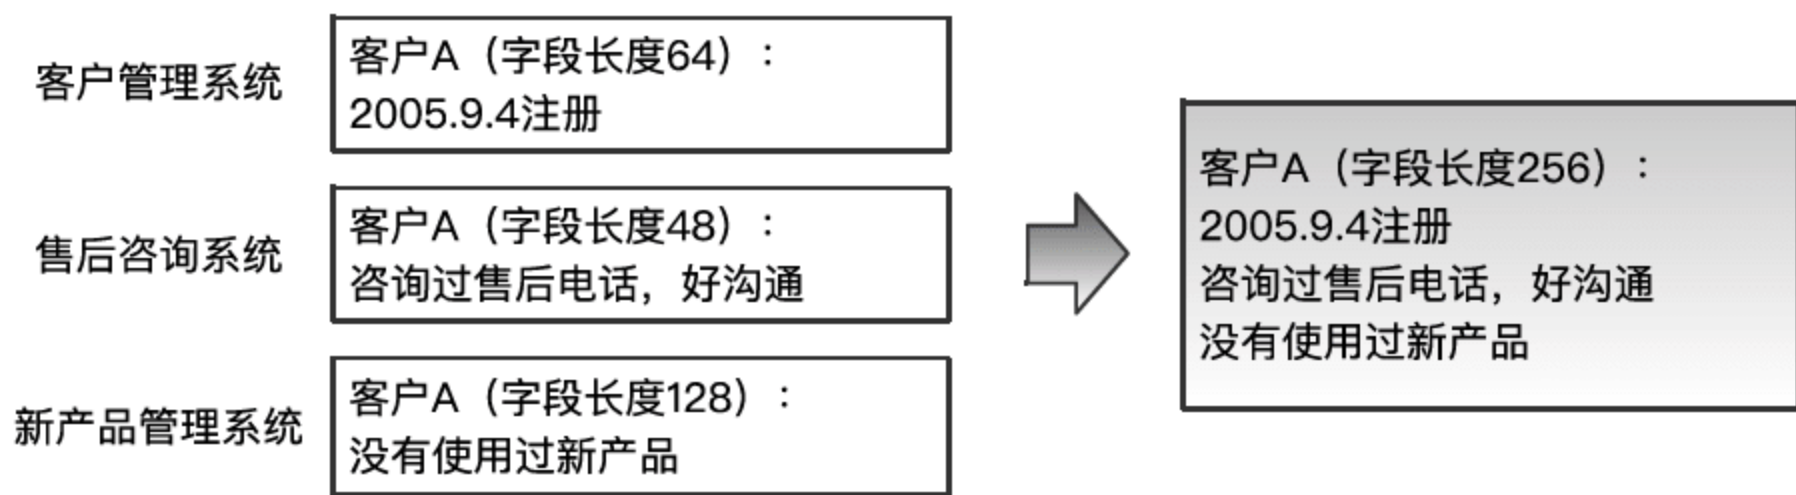 客户管理系统
客户A（字段长度64）：
2005.9.4注册
售后咨询系统
客户A（字段长度48）：
咨询过售后电话，好沟通
新产品管理系统
客户A（字段长度128）：
没有使用过新产品
客户A（字段长度256）：
2005.9.4注册
咨询过售后电话，好沟通
没有使用过新产品